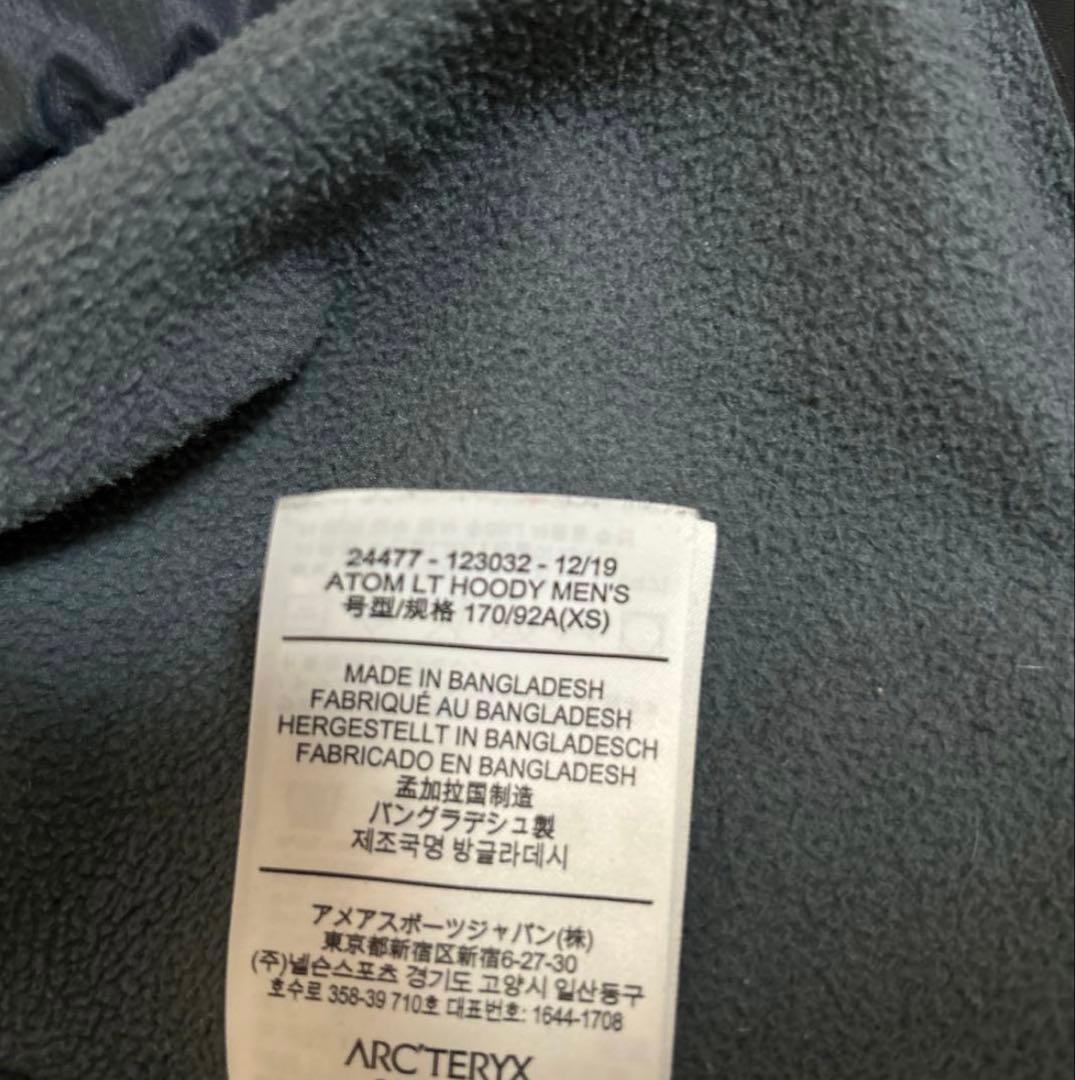 24477 - 123032 - 12/19
ATOM LT HOODY MEN'S
号型/规格 170/92A(XS)
MADE IN BANGLADESH
FABRIQUÉ AU BANGLADESH
HERGESTELLT IN BANGLADESCH
FABRICADO EN BANGLADESH
孟加拉国制造
バングラデシュ製
제조국명 방글라데시
アメアスポーツジャパン(株)
東京都新宿区新宿6-27-30
(주)넬슨스포츠 경기도 고양시 일산동구
호수로 358-39 710호 대표번호: 1644-1708
ARC'TERYX